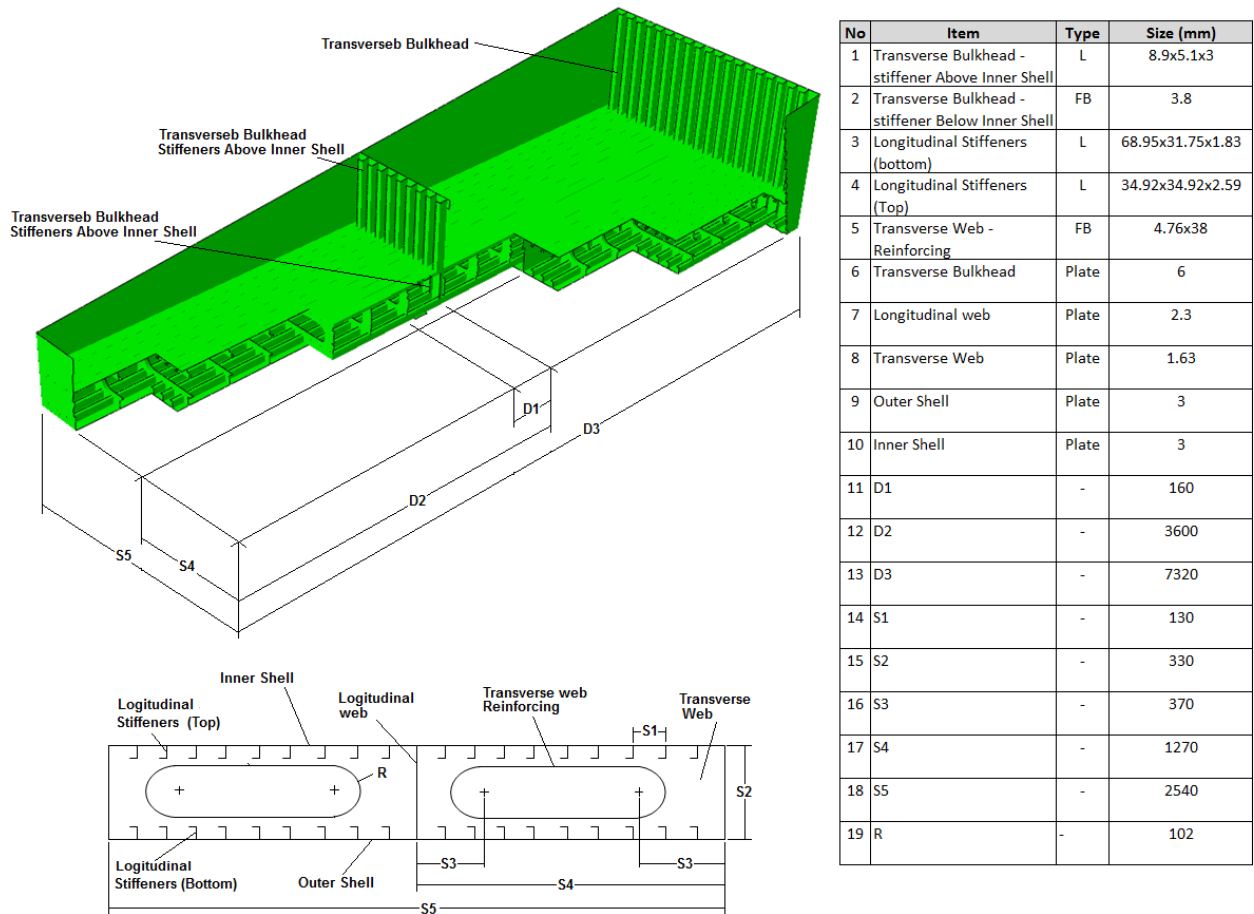 Transverseb Bulkhead
Transverseb Bulkhead
Stiffeners Above Inner Shell
Transverseb Bulkhead
Stiffeners Above Inner Shell
D1
D3
D2
S5
S4
Inner Shell
Logitudinal
Stiffeners (Top)
Logitudinal
web
Transverse web
Reinforcing
Transverse
Web
S1
R
S2
S3
S3
Logitudinal
Stiffeners (Bottom)
Outer Shell
S4
S5
No Item Type Size (mm)
1 Transverse Bulkhead - L 8.9x5.1x3
stiffener Above Inner Shell
2 Transverse Bulkhead - FB 3.8
stiffener Below Inner Shell
3 Longitudinal Stiffeners L 68.95x31.75x1.83
(bottom)
4 Longitudinal Stiffeners L 34.92x34.92x2.59
(Top)
5 Transverse Web - FB 4.76x38
Reinforcing
6 Transverse Bulkhead Plate 6
7 Longitudinal web Plate 2.3
8 Transverse Web Plate 1.63
9 Outer Shell Plate 3
10 Inner Shell Plate 3
11 D1 - 160
12 D2 - 3600
13 D3 - 7320
14 S1 - 130
15 S2 - 330
16 S3 - 370
17 S4 - 1270
18 S5 - 2540
19 R - 102